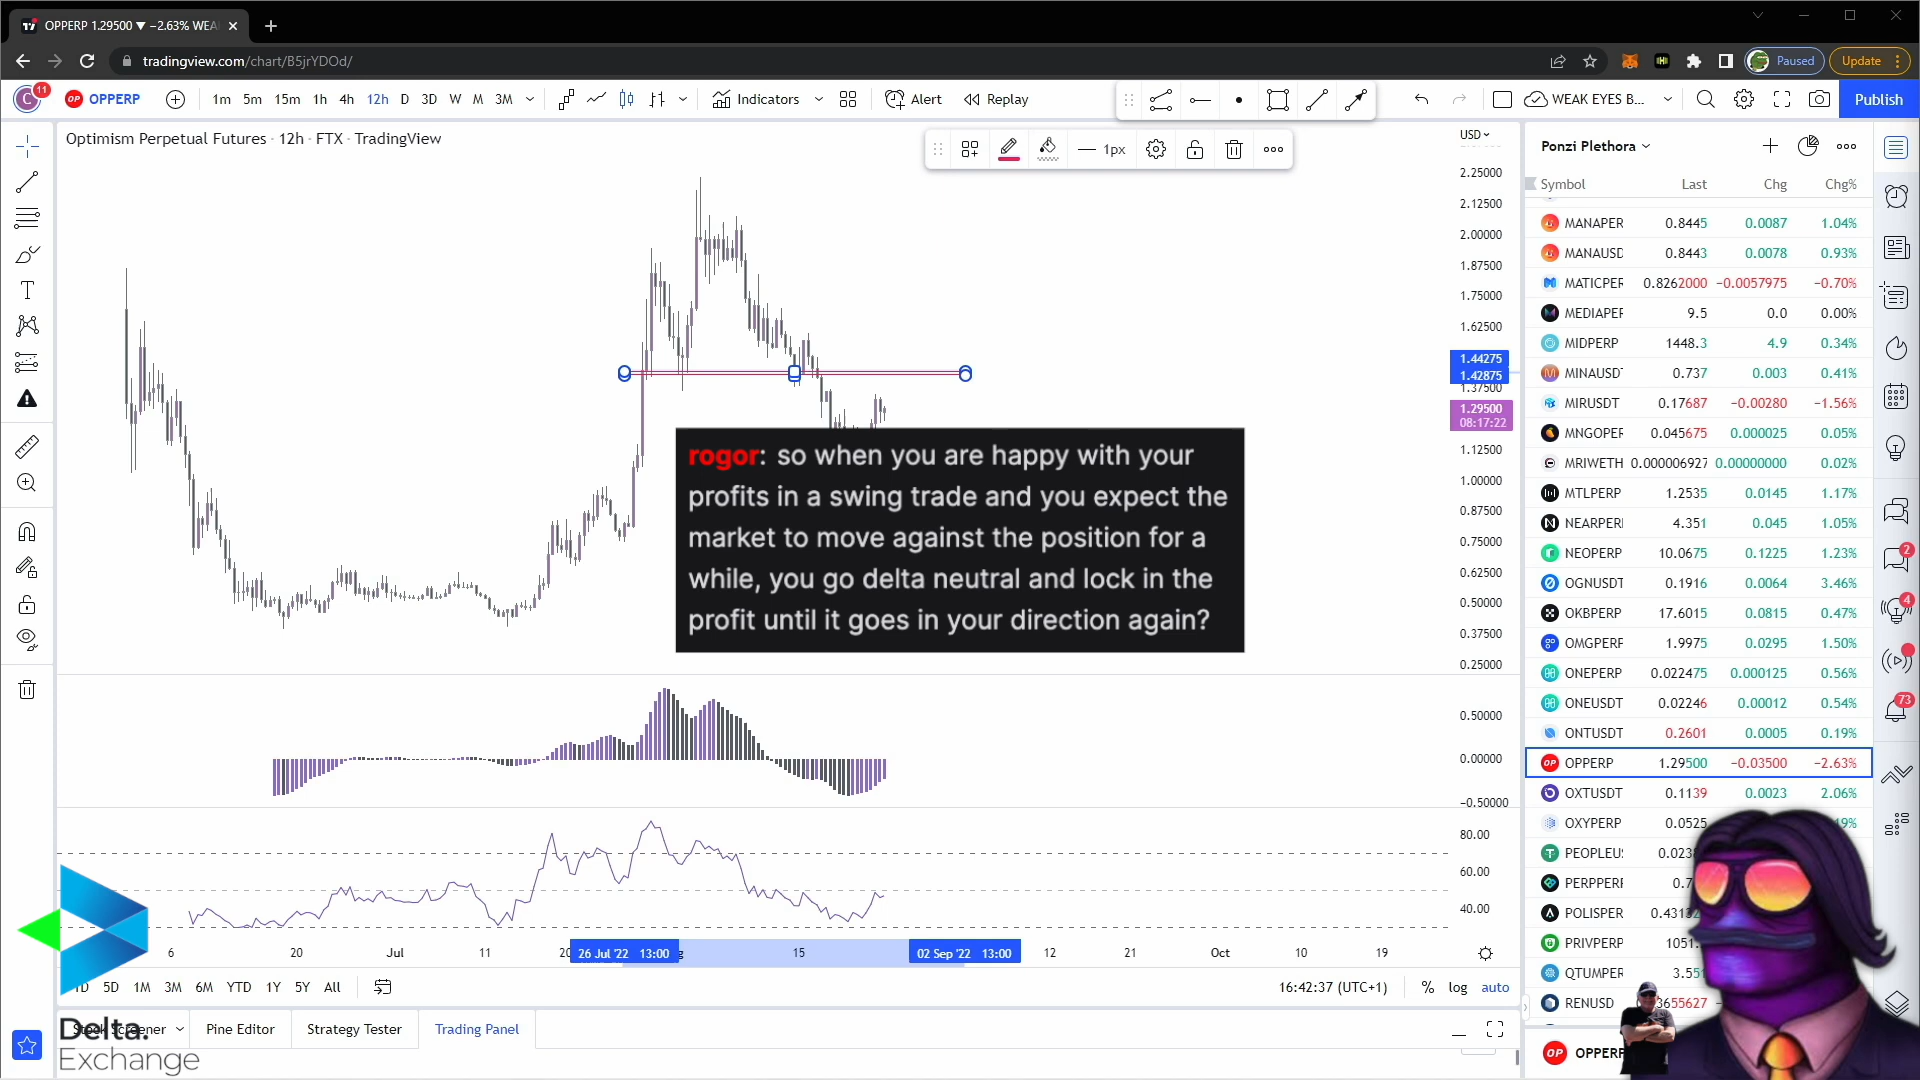 OPPERP 1.29500 ▼ −2.63% WEA
tradingview.com/chart/B5jrYDOd/
Paused
Update
C 11
OPPERP
1m 5m 15m 1h 4h 12h D 3D W M 3M
Indicators
Alert
Replay
WEAK EYES B...
Publish
Optimism Perpetual Futures · 12h · FTX · TradingView
1px
USD
2.25000
2.12500
2.00000
1.87500
1.75000
1.62500
1.44275
1.42875
1.37500
1.29500
08:17:22
1.12500
1.00000
0.87500
0.75000
0.62500
0.50000
0.37500
0.25000
0.50000
0.00000
−0.50000
80.00
60.00
40.00
rogor: so when you are happy with your
profits in a swing trade and you expect the
market to move against the position for a
while, you go delta neutral and lock in the
profit until it goes in your direction again?
6 20 Jul 11 26 Jul '22 13:00 15 02 Sep '22 13:00 12 21 Oct 10 19
5D 1M 3M 6M YTD 1Y 5Y All
16:42:37 (UTC+1) % log auto
Stock Screener Pine Editor Strategy Tester Trading Panel
Delta.
Exchange
Ponzi Plethora
Symbol Last Chg Chg%
MANAPER 0.8445 0.0087 1.04%
MANAUSD 0.8443 0.0078 0.93%
MATICPER 0.8262000 −0.0057975 −0.70%
MEDIAPER 9.5 0.0 0.00%
MIDPERP 1448.3 4.9 0.34%
MINAUSD 0.737 0.003 0.41%
MIRUSDT 0.17687 −0.00280 −1.56%
MNGOPER 0.045675 0.000025 0.05%
MRIWETH 0.000006927 0.00000000 0.02%
MTLPERP 1.2535 0.0145 1.17%
NEARPER 4.351 0.045 1.05%
NEOPERP 10.0675 0.1225 1.23%
OGNUSDT 0.1916 0.0064 3.46%
OKBPERP 17.6015 0.0815 0.47%
OMGPERP 1.9975 0.0295 1.50%
ONEPERP 0.022475 0.000125 0.56%
ONEUSDT 0.02246 0.00012 0.54%
ONTUSDT 0.2601 0.0005 0.19%
OPPERP 1.29500 −0.03500 −2.63%
OXTUSDT 0.1139 0.0023 2.06%
OXYPERP 0.0525
PEOPLEU 0.023
PERPPER 0.7
POLISPER
PRIVPERP 1051.
QTUMPER 3.55
RENUSD
OPPERP
2
4
73